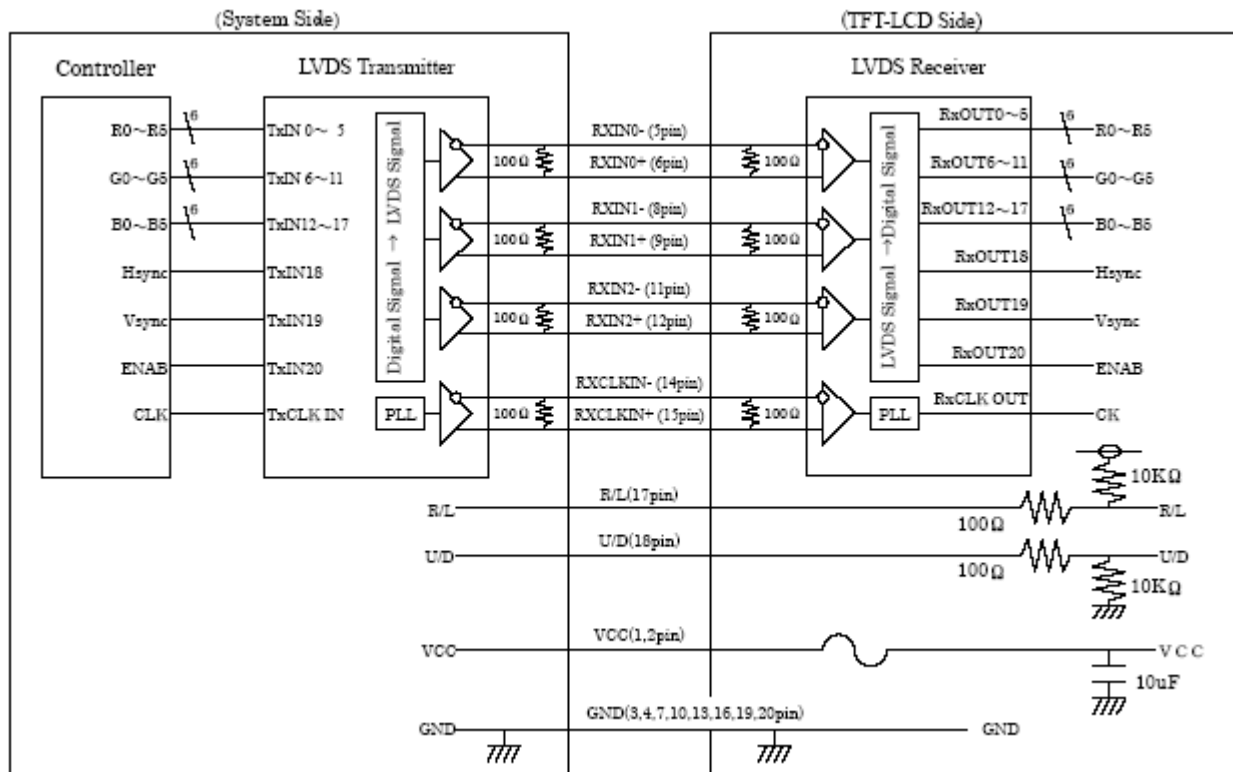 (System Side)
(TFT-LCD Side)
Controller
LVDS Transmitter
LVDS Receiver
R0～R5
6
TxIN 0～ 5
G0～G5
6
TxIN 6～11
B0～B5
6
TxIN12～17
Hsync
TxIN18
Vsync
TxIN19
ENAB
TxIN20
CLK
TxCLK IN
Digital Signal → LVDS Signal
PLL
100Ω
RXIN0- (5pin)
RXIN0+ (6pin)
100Ω
100Ω
RXIN1- (8pin)
RXIN1+ (9pin)
100Ω
100Ω
RXIN2- (11pin)
RXIN2+ (12pin)
100Ω
100Ω
RXCLKIN- (14pin)
RXCLKIN+ (15pin)
100Ω
LVDS Signal →Digital Signal
PLL
RxOUT0～5
6
R0～R5
RxOUT6～11
6
G0～G5
RxOUT12～17
6
B0～B5
RxOUT18
Hsync
RxOUT19
Vsync
RxOUT20
ENAB
RxCLK OUT
CK
10KΩ
R/L
R/L(17pin)
100Ω
R/L
U/D
U/D(18pin)
100Ω
U/D
10KΩ
VCC
VCC(1,2pin)
V C C
10uF
GND
GND(3,4,7,10,13,16,19,20pin)
GND